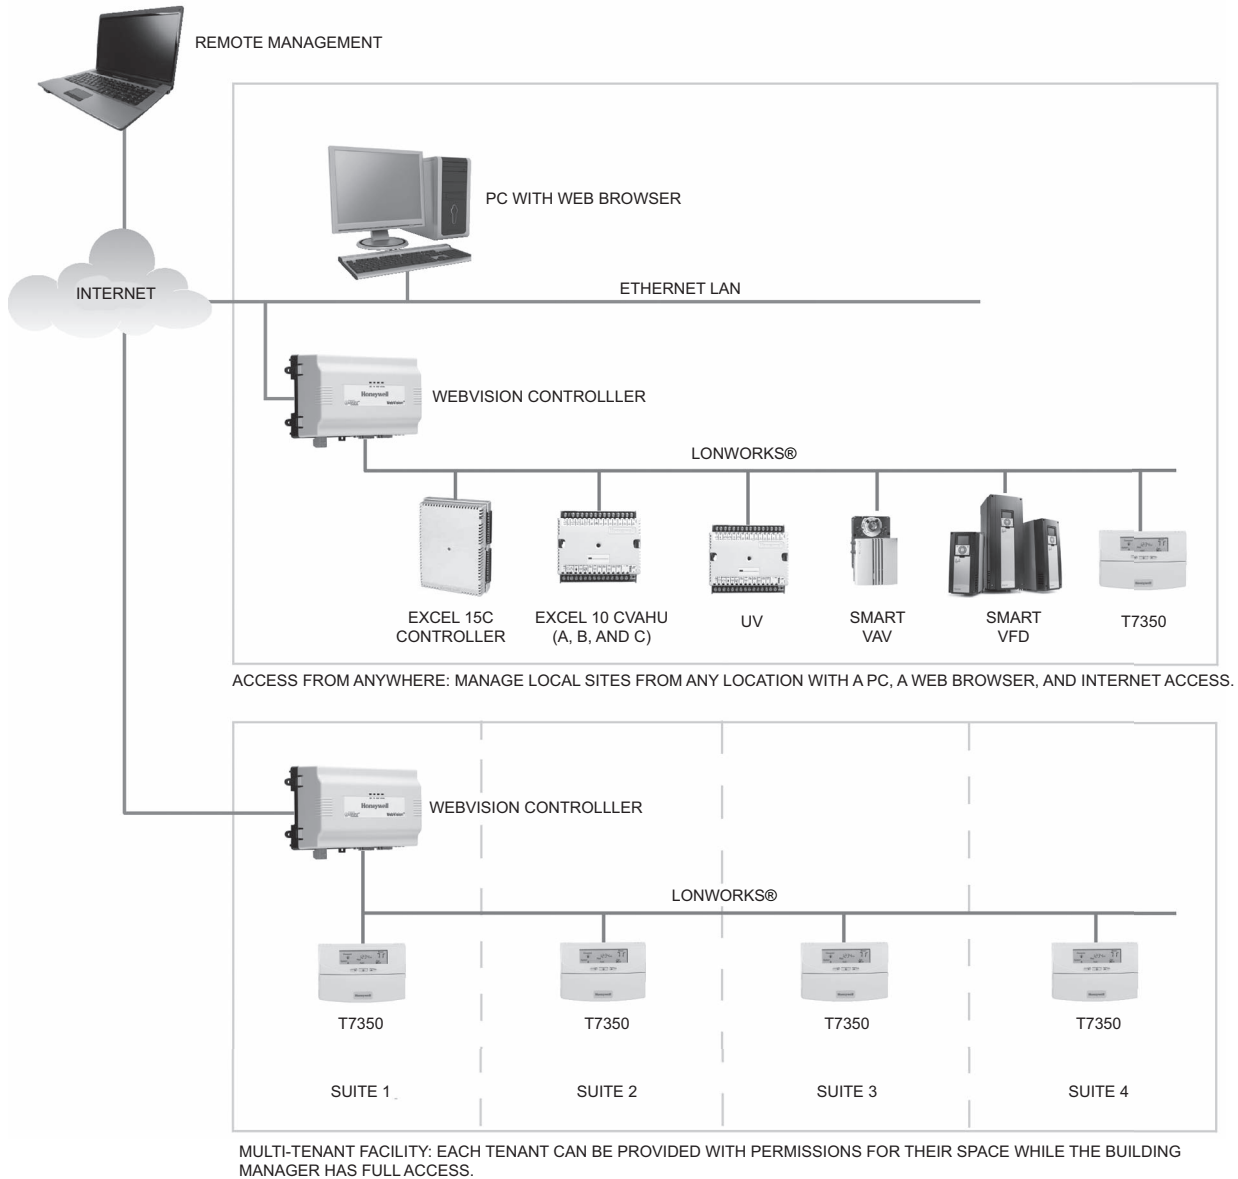 REMOTE MANAGEMENT
PC WITH WEB BROWSER
INTERNET
ETHERNET LAN
Honeywell
WEBVISION CONTROLLLER
LONWORKS®
EXCEL 15C
CONTROLLER
EXCEL 10 CVAHU
(A, B, AND C)
UV
SMART
VAV
SMART
VFD
T7350
ACCESS FROM ANYWHERE: MANAGE LOCAL SITES FROM ANY LOCATION WITH A PC, A WEB BROWSER, AND INTERNET ACCESS.
Honeywell
WEBVISION CONTROLLLER
LONWORKS®
T7350
T7350
T7350
T7350
SUITE 1
SUITE 2
SUITE 3
SUITE 4
MULTI-TENANT FACILITY: EACH TENANT CAN BE PROVIDED WITH PERMISSIONS FOR THEIR SPACE WHILE THE BUILDING
MANAGER HAS FULL ACCESS.